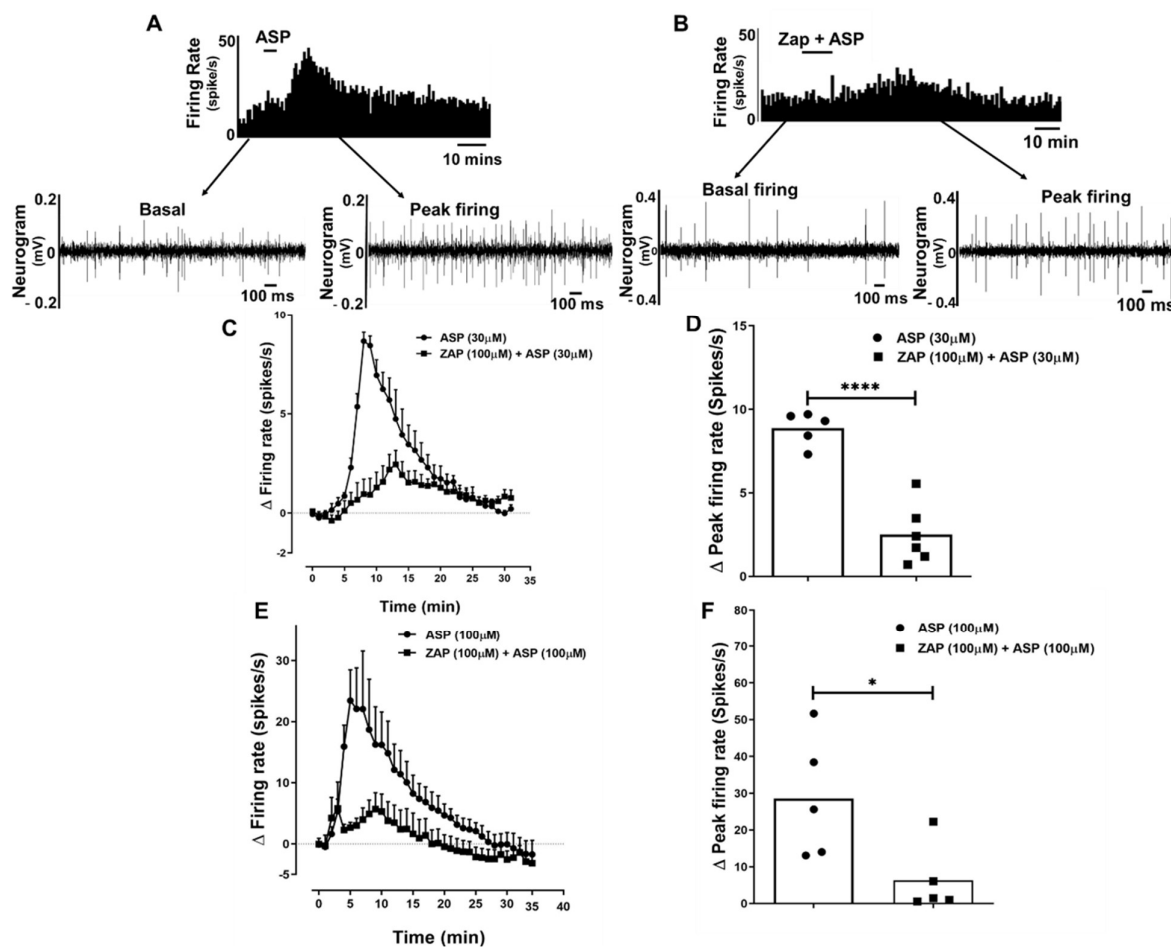 A
50
ASP
Firing Rate
(spike/s)
0
10 mins
B
50
Zap + ASP
Firing Rate
(spike/s)
0
10 min
0.2
Basal
Neurogram
(mV)
0
- 0.2
100 ms
0.2
Peak firing
Neurogram
(mV)
0
- 0.2
100 ms
0.4
Basal firing
Neurogram
(mV)
0
- 0.4
100 ms
0.4
Peak firing
Neurogram
(mV)
0
- 0.4
100 ms
C
10
5
0
-2
Δ Firing rate (spikes/s)
ASP (30μM)
ZAP (100μM) + ASP (30μM)
0 5 10 15 20 25 30 35
Time (min)
D
15
10
5
0
Δ Peak firing rate (Spikes/s)
ASP (30μM)
ZAP (100μM) + ASP (30μM)
****
E
30
20
10
0
-5
Δ Firing rate (spikes/s)
ASP (100μM)
ZAP (100μM) + ASP (100μM)
0 5 10 15 20 25 30 35 40
Time (min)
F
80
70
60
50
40
30
20
10
0
Δ Peak firing rate (Spikes/s)
ASP (100μM)
ZAP (100μM) + ASP (100μM)
*